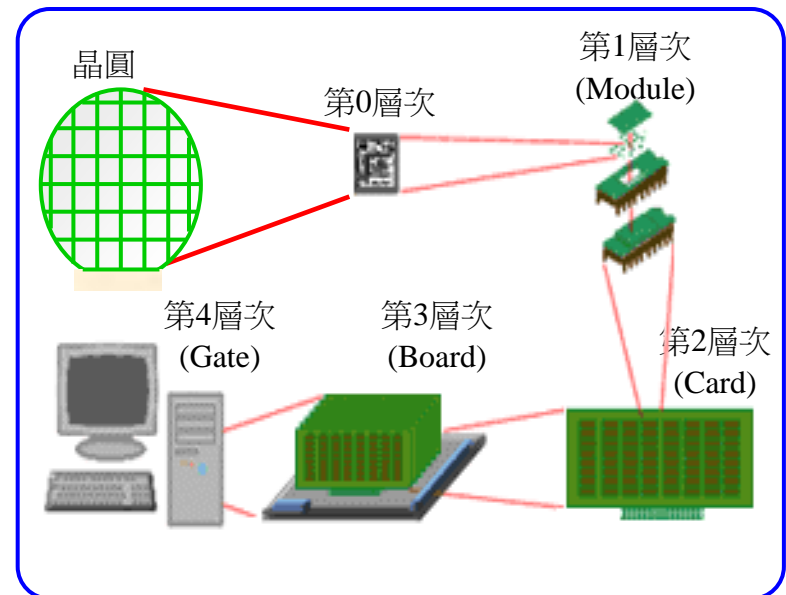 晶圓
第0層次
第1層次
(Module)
第2層次
(Card)
第3層次
(Board)
第4層次
(Gate)